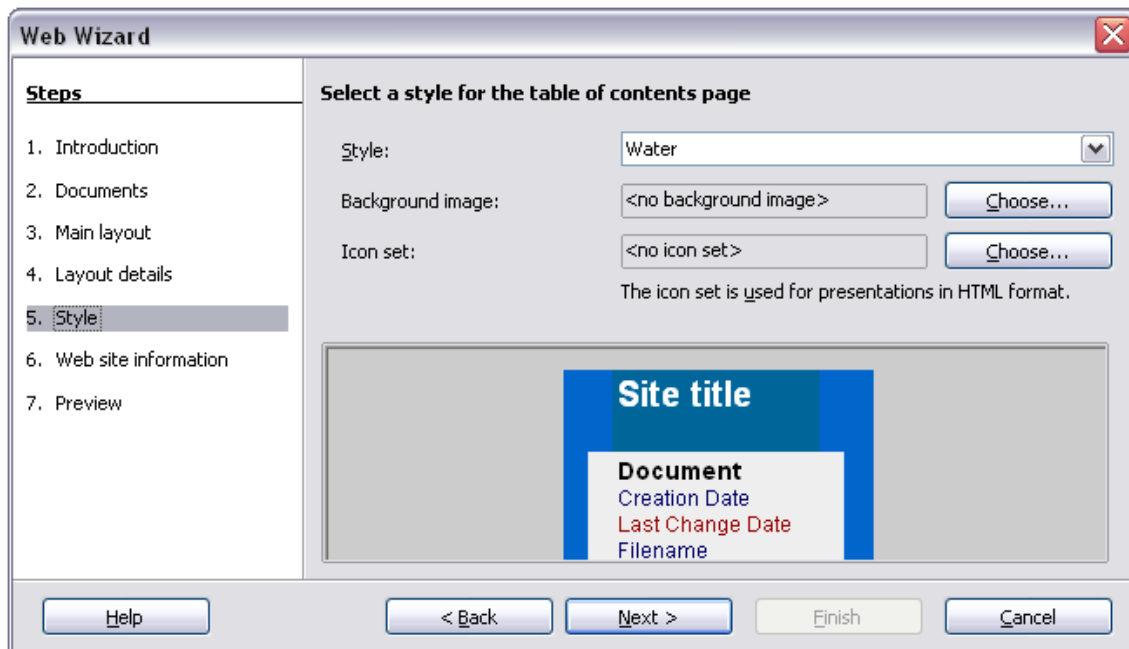 Web Wizard
Steps
1. Introduction
2. Documents
3. Main layout
4. Layout details
5. Style
6. Web site information
7. Preview
Select a style for the table of contents page
Style: Water
Background image: <no background image> Choose...
Icon set: <no icon set> Choose...
The icon set is used for presentations in HTML format.
Site title
Document
Creation Date
Last Change Date
Filename
Help < Back Next > Finish Cancel